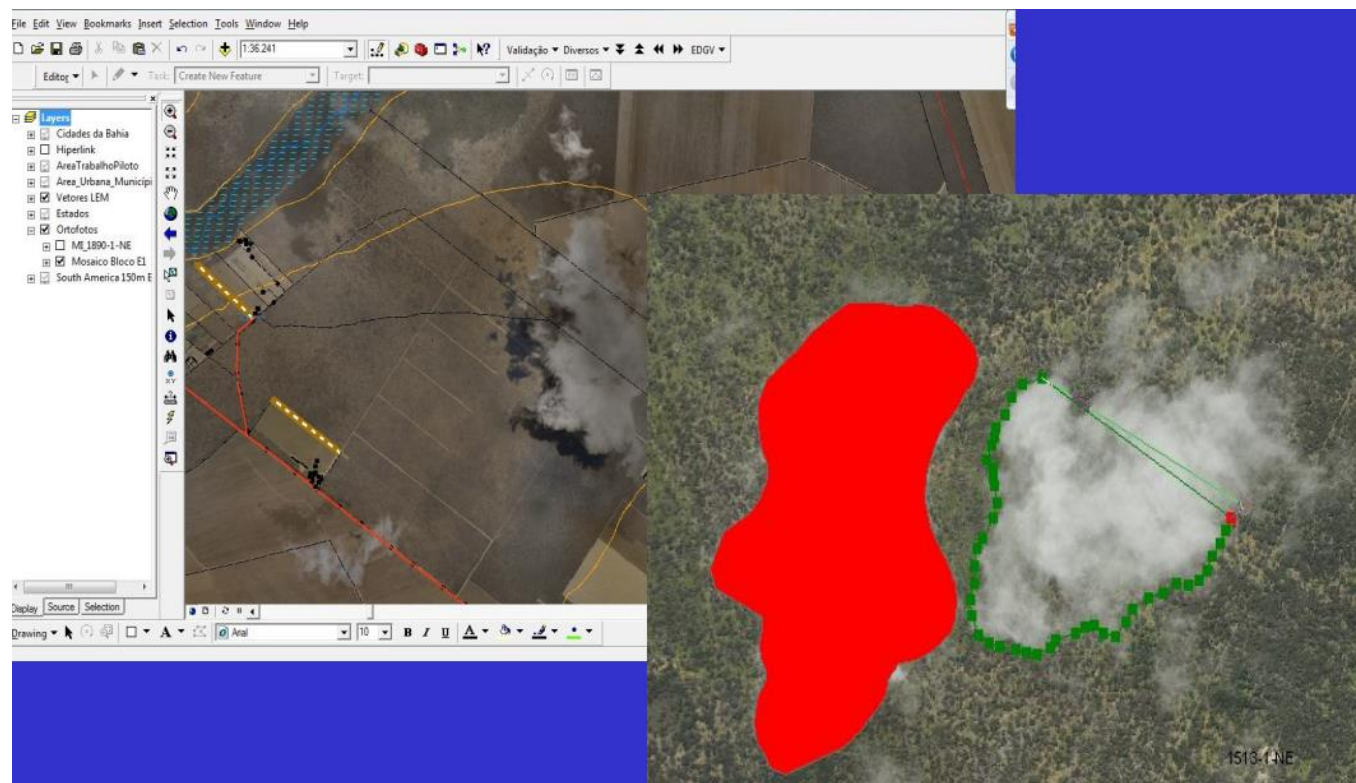 File Edit View Bookmarks Insert Selection Tools Window Help
1:36.241
Validação Diversos EDGV
Editor Task: Create New Feature Target:
Layers
Cidades da Bahia
Hiperlink
AreaTrabalhoPiloto
Area_Urbana_Municípi
Vetores LEM
Estados
Ortofotos
MI_1890-1-NE
Mosaico Bloco E1
South America 150m E
XY
Display Source Selection
Drawing A Arial 10 B I U A
1513-1-NE